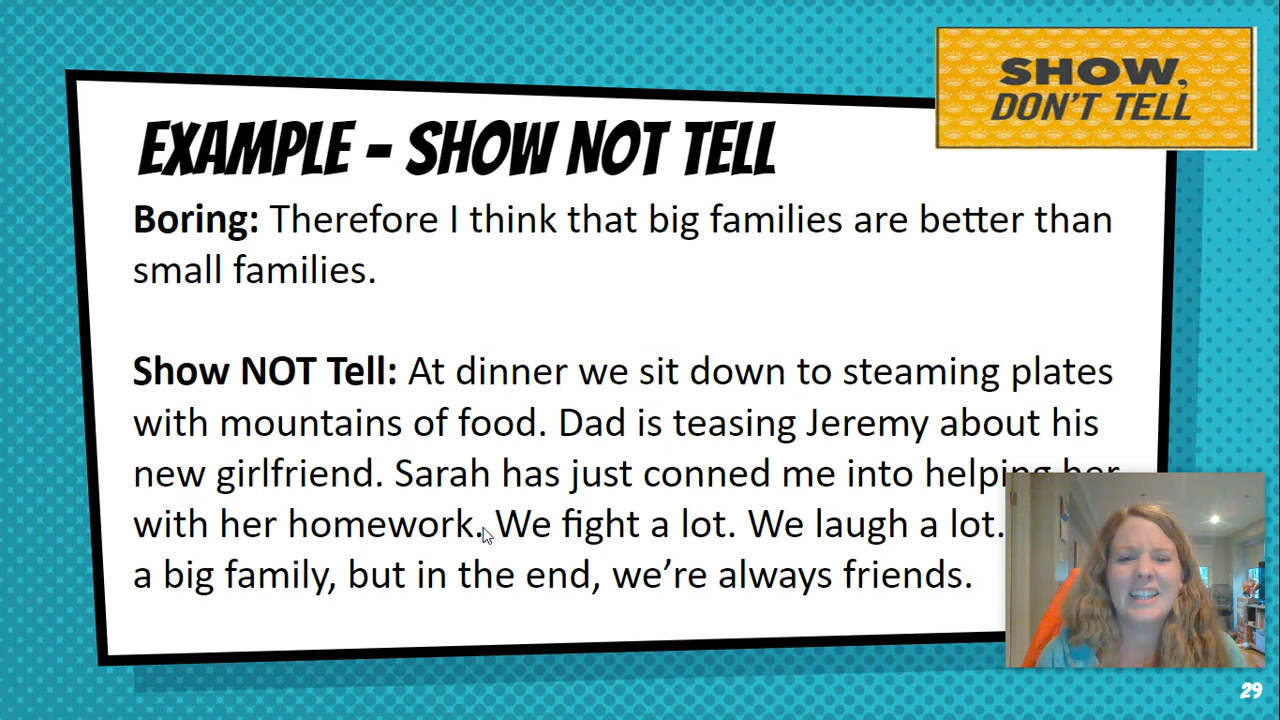 SHOW,
DON'T TELL
EXAMPLE - SHOW NOT TELL
Boring: Therefore I think that big families are better than
small families.
Show NOT Tell: At dinner we sit down to steaming plates
with mountains of food. Dad is teasing Jeremy about his
new girlfriend. Sarah has just conned me into helping her
with her homework. We fight a lot. We laugh a lot.
a big family, but in the end, we're always friends.
29